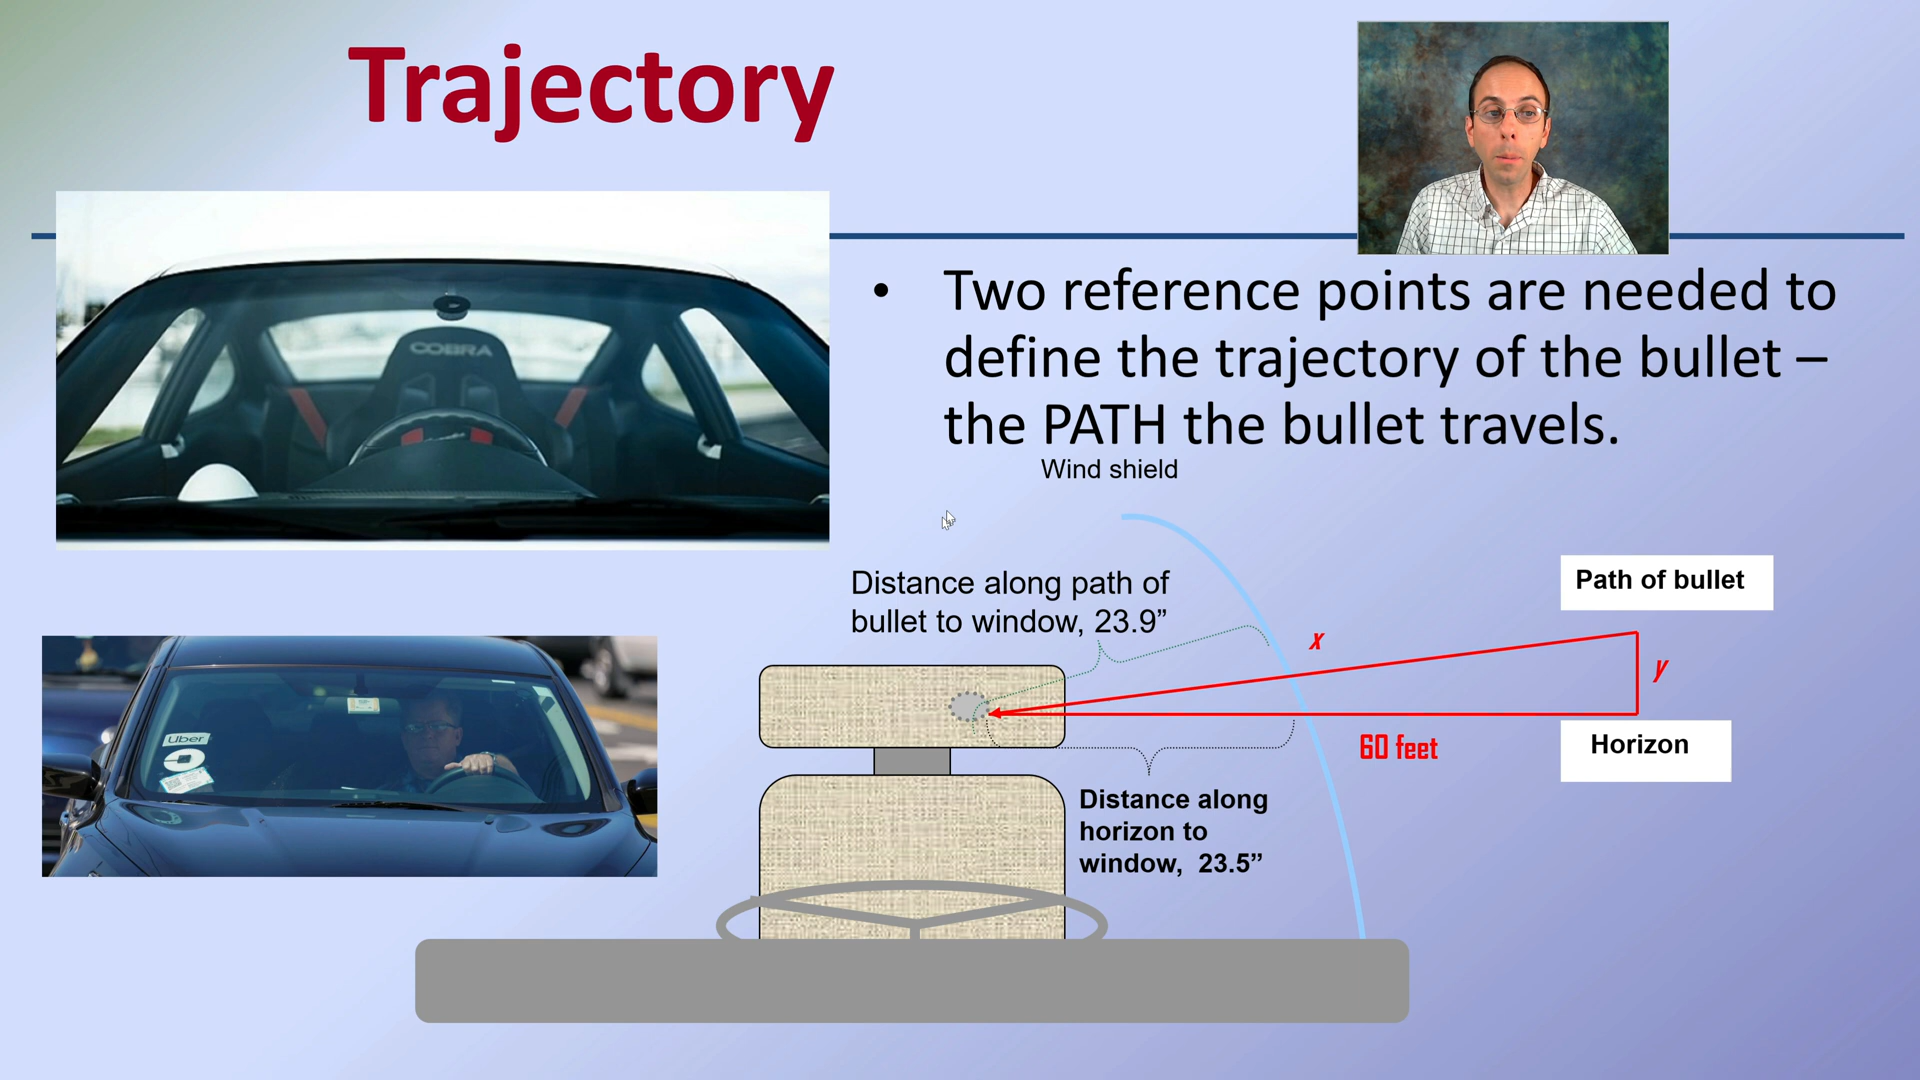 Trajectory
COBRA
• Two reference points are needed to
define the trajectory of the bullet –
the PATH the bullet travels.
Wind shield
Distance along path of
bullet to window, 23.9”
Path of bullet
x
y
Uber
60 feet
Horizon
Distance along
horizon to
window, 23.5”